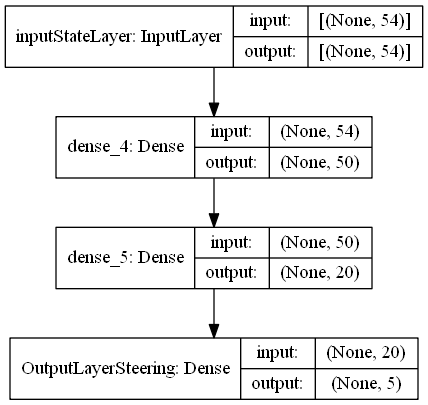 inputStateLayer: InputLayer
input: [(None, 54)]
output: [(None, 54)]
dense_4: Dense
input: (None, 54)
output: (None, 50)
dense_5: Dense
input: (None, 50)
output: (None, 20)
OutputLayerSteering: Dense
input: (None, 20)
output: (None, 5)